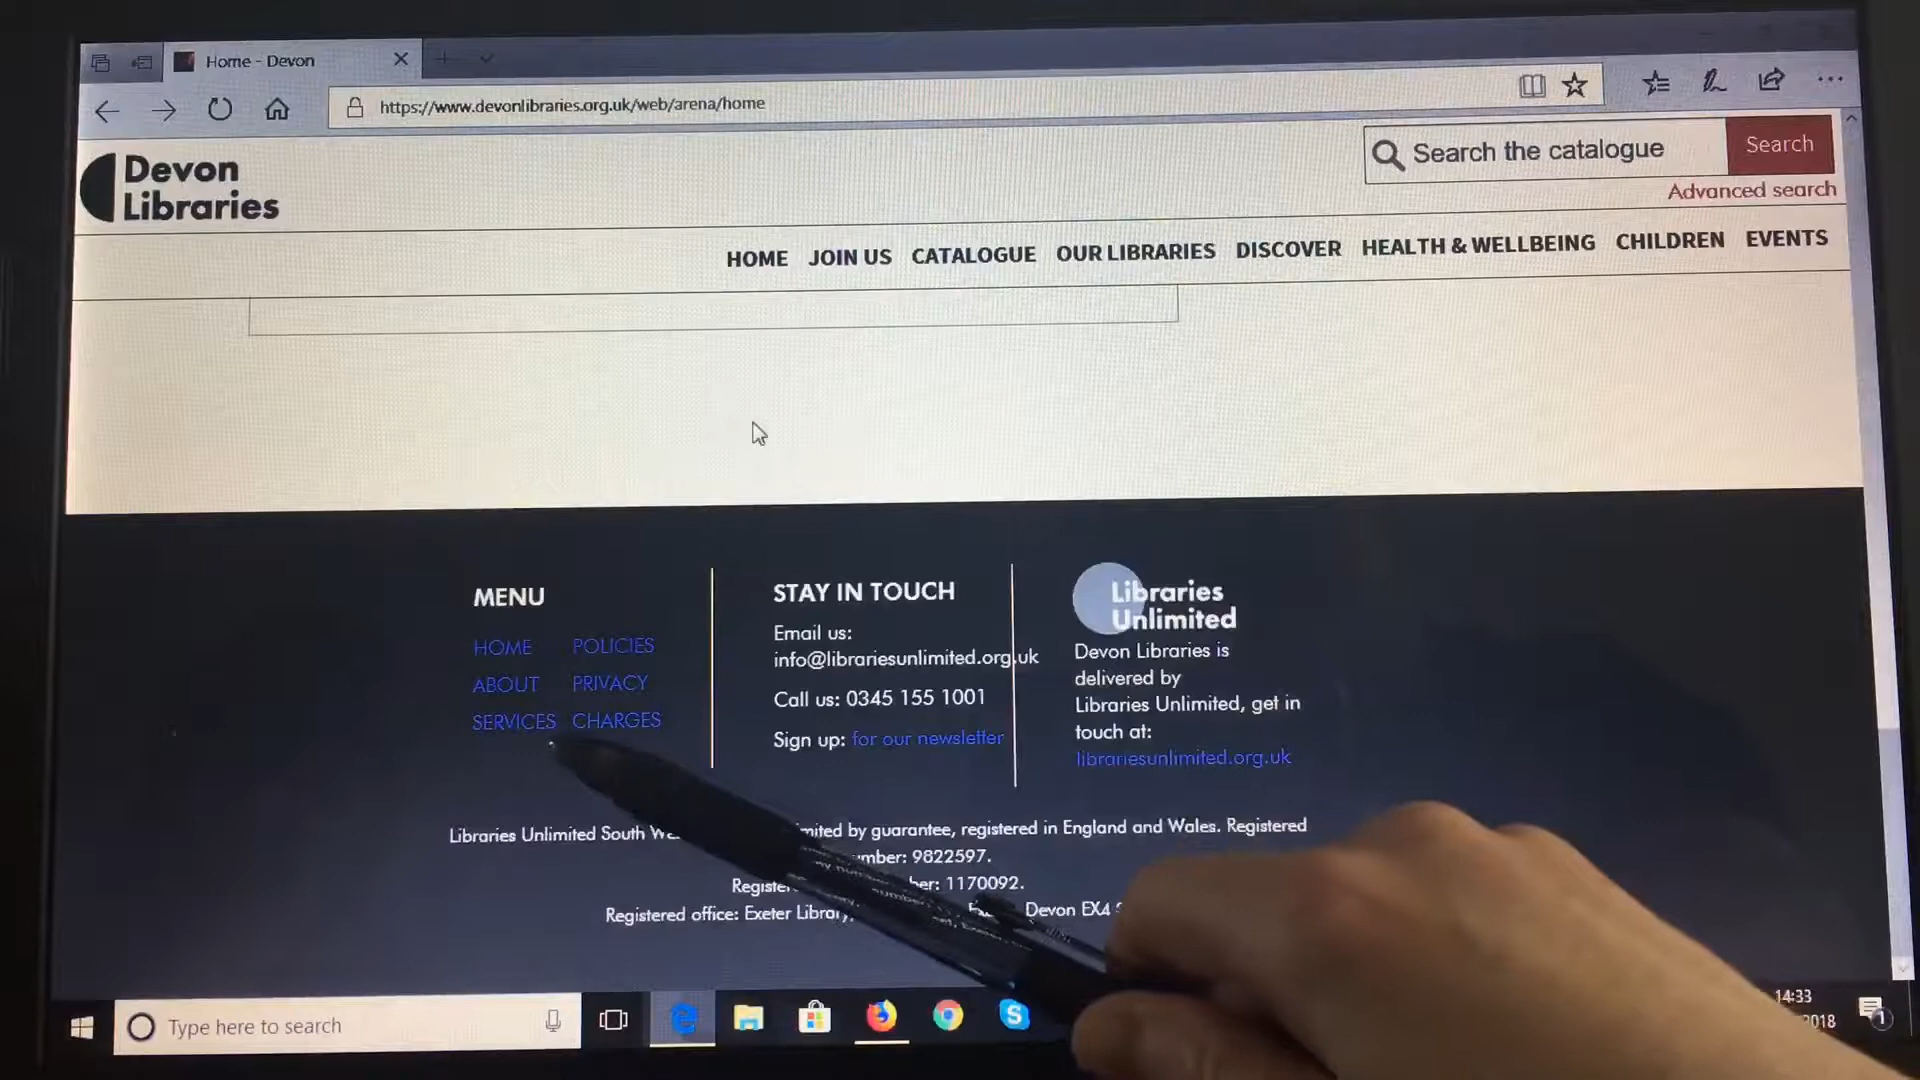 Home - Devon
https://www.devonlibraries.org.uk/web/arena/home
Devon
Libraries
Search the catalogue
Search
Advanced search
HOME JOIN US CATALOGUE OUR LIBRARIES DISCOVER HEALTH & WELLBEING CHILDREN EVENTS
MENU
HOME POLICIES
ABOUT PRIVACY
SERVICES CHARGES
STAY IN TOUCH
Email us:
info@librariesunlimited.org.uk
Call us: 0345 155 1001
Sign up: for our newsletter
Libraries
Unlimited
Devon Libraries is
delivered by
Libraries Unlimited, get in
touch at:
librariesunlimited.org.uk
Libraries Unlimited South by guarantee, registered in England and Wales. Registered
9822597.
1170092.
Registered office: Exeter Library, Devon EX4
Type here to search
14:33
2018
1